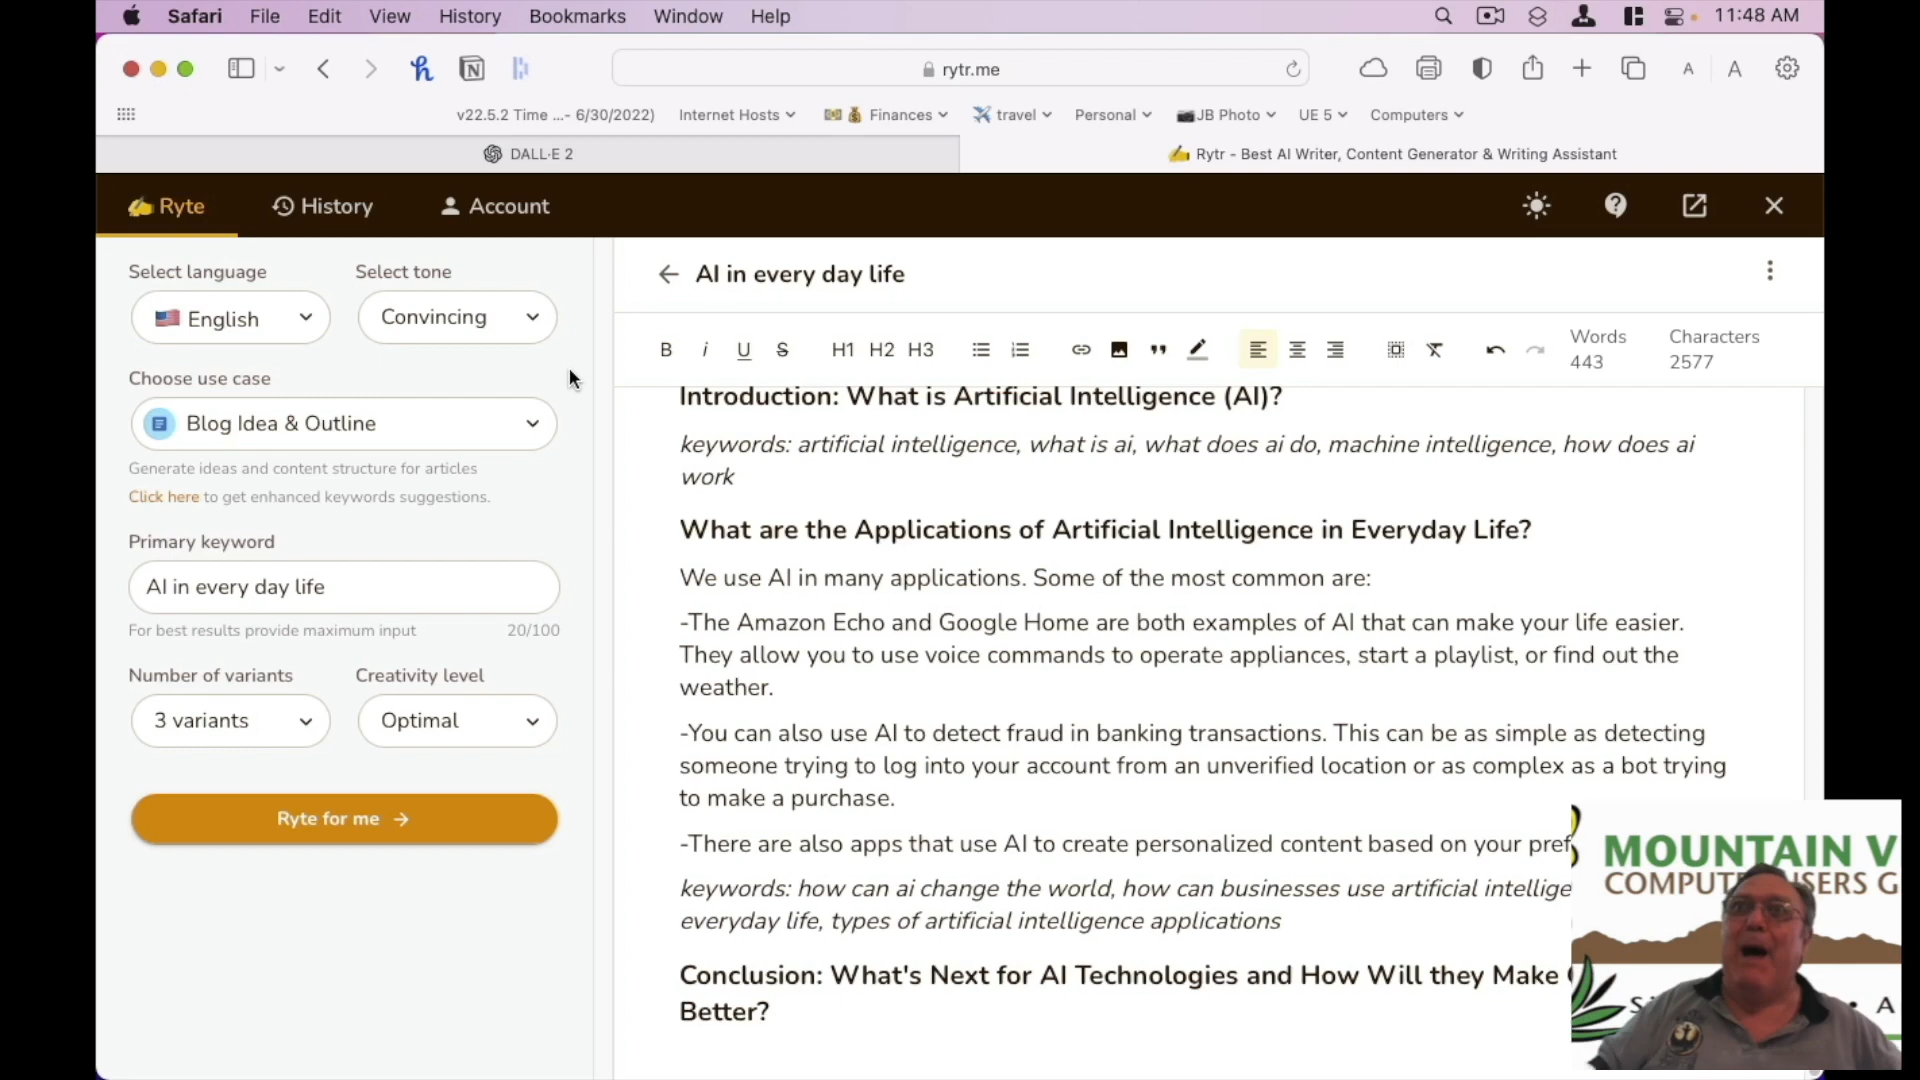 Safari File Edit View History Bookmarks Window Help 11:48 AM
rytr.me A A
v22.5.2 Time ...- 6/30/2022) Internet Hosts Finances travel Personal JB Photo UE 5 Computers
DALL·E 2 Rytr - Best AI Writer, Content Generator & Writing Assistant
Ryte History Account
Select language Select tone
English Convincing
Choose use case
Blog Idea & Outline
Generate ideas and content structure for articles
Click here to get enhanced keywords suggestions.
Primary keyword
AI in every day life
For best results provide maximum input 20/100
Number of variants Creativity level
3 variants Optimal
Ryte for me →
AI in every day life
B i U S H1 H2 H3
Words Characters
443 2577
Introduction: What is Artificial Intelligence (AI)?
keywords: artificial intelligence, what is ai, what does ai do, machine intelligence, how does ai
work
What are the Applications of Artificial Intelligence in Everyday Life?
We use AI in many applications. Some of the most common are:
-The Amazon Echo and Google Home are both examples of AI that can make your life easier.
They allow you to use voice commands to operate appliances, start a playlist, or find out the
weather.
-You can also use AI to detect fraud in banking transactions. This can be as simple as detecting
someone trying to log into your account from an unverified location or as complex as a bot trying
to make a purchase.
-There are also apps that use AI to create personalized content based on your pref
keywords: how can ai change the world, how can businesses use artificial intellige
everyday life, types of artificial intelligence applications
Conclusion: What's Next for AI Technologies and How Will they Make
Better?
MOUNTAIN V